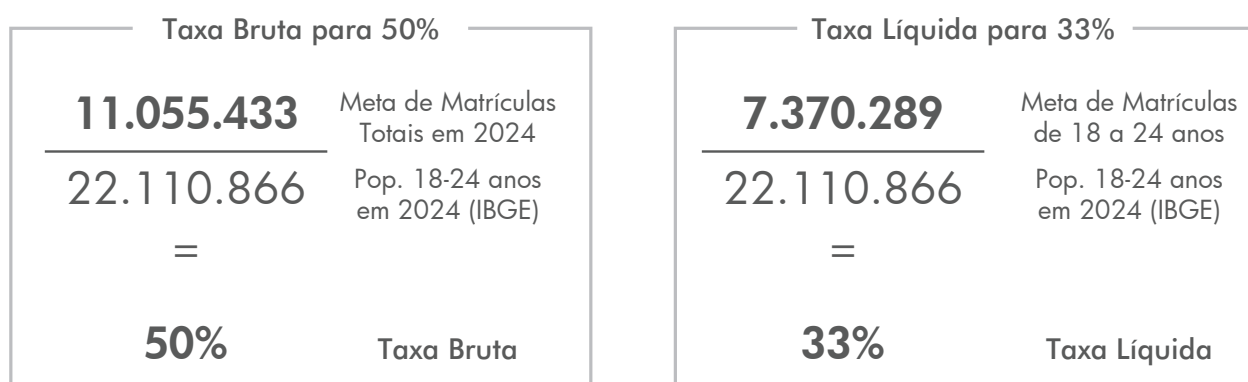 Taxa Bruta para 50%
11.055.433
Meta de Matrículas
Totais em 2024
22.110.866
Pop. 18-24 anos
em 2024 (IBGE)
=
50%
Taxa Bruta
Taxa Líquida para 33%
7.370.289
Meta de Matrículas
de 18 a 24 anos
22.110.866
Pop. 18-24 anos
em 2024 (IBGE)
=
33%
Taxa Líquida